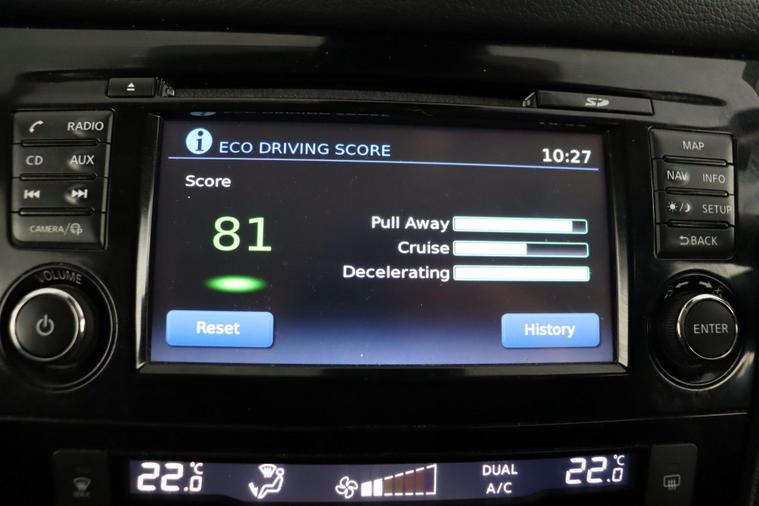 SD
RADIO
CD AUX
CAMERA/
VOLUME
i ECO DRIVING SCORE 10:27
Score
81
Pull Away
Cruise
Decelerating
Reset
History
MAP
NAV INFO
SETUP
BACK
ENTER
22.0°C
DUAL
A/C
22.0°C